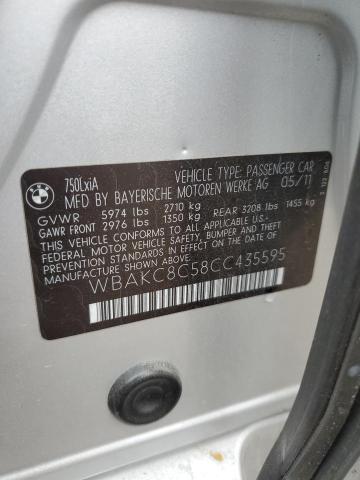 BMW
750LxiA VEHICLE TYPE: PASSENGER CAR
MFD BY BAYERISCHE MOTOREN WERKE AG 05/11
GVWR 5974 lbs 2710 kg
GAWR FRONT 2976 lbs 1350 kg REAR 3208 lbs 1455 kg
THIS VEHICLE CONFORMS TO ALL APPLICABLE
FEDERAL MOTOR VEHICLE SAFETY, BUMPER AND THEFT
PREVENTION STANDARDS IN EFFECT ON THE DATE OF
MANUFACTURE SHOWN ABOVE.
WBAKC8C58CC435595